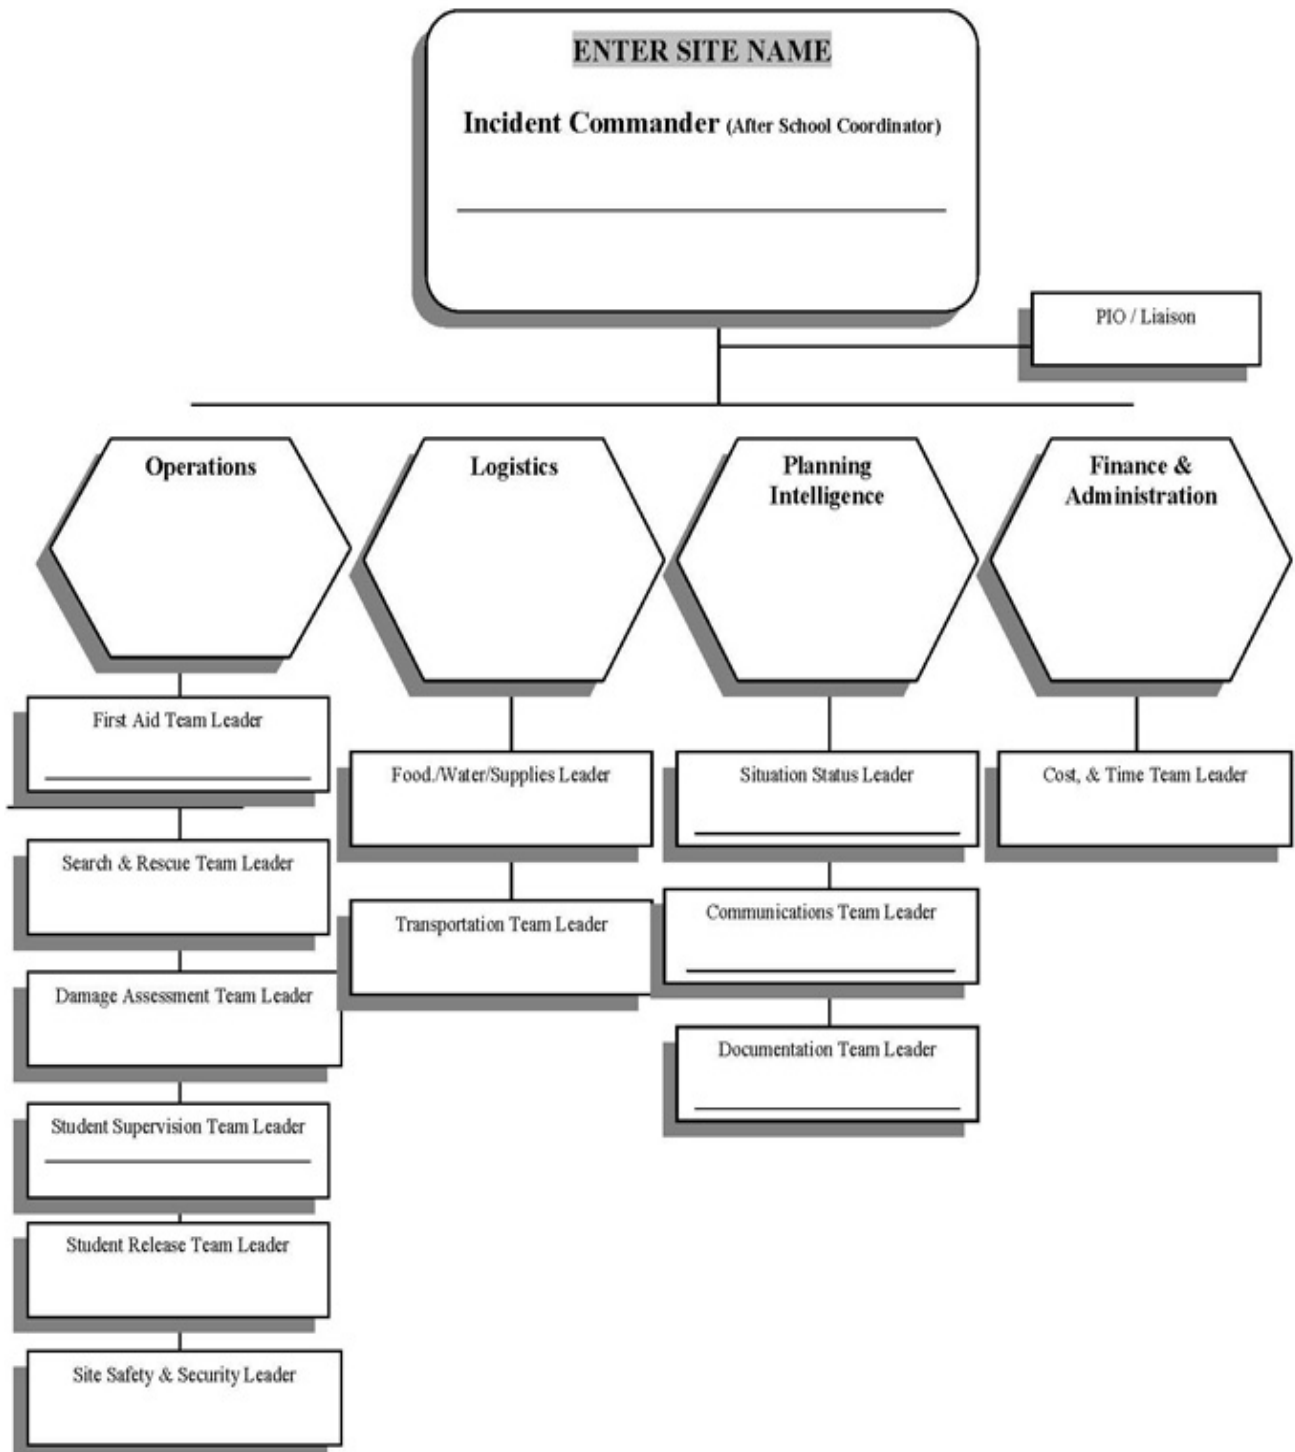 ENTER SITE NAME
Incident Commander (After School Coordinator)
PIO / Liaison
Operations
Logistics
Planning
Intelligence
Finance &
Administration
First Aid Team Leader
Search & Rescue Team Leader
Damage Assessment Team Leader
Student Supervision Team Leader
Student Release Team Leader
Site Safety & Security Leader
Food./Water/Supplies Leader
Transportation Team Leader
Situation Status Leader
Communications Team Leader
Documentation Team Leader
Cost, & Time Team Leader